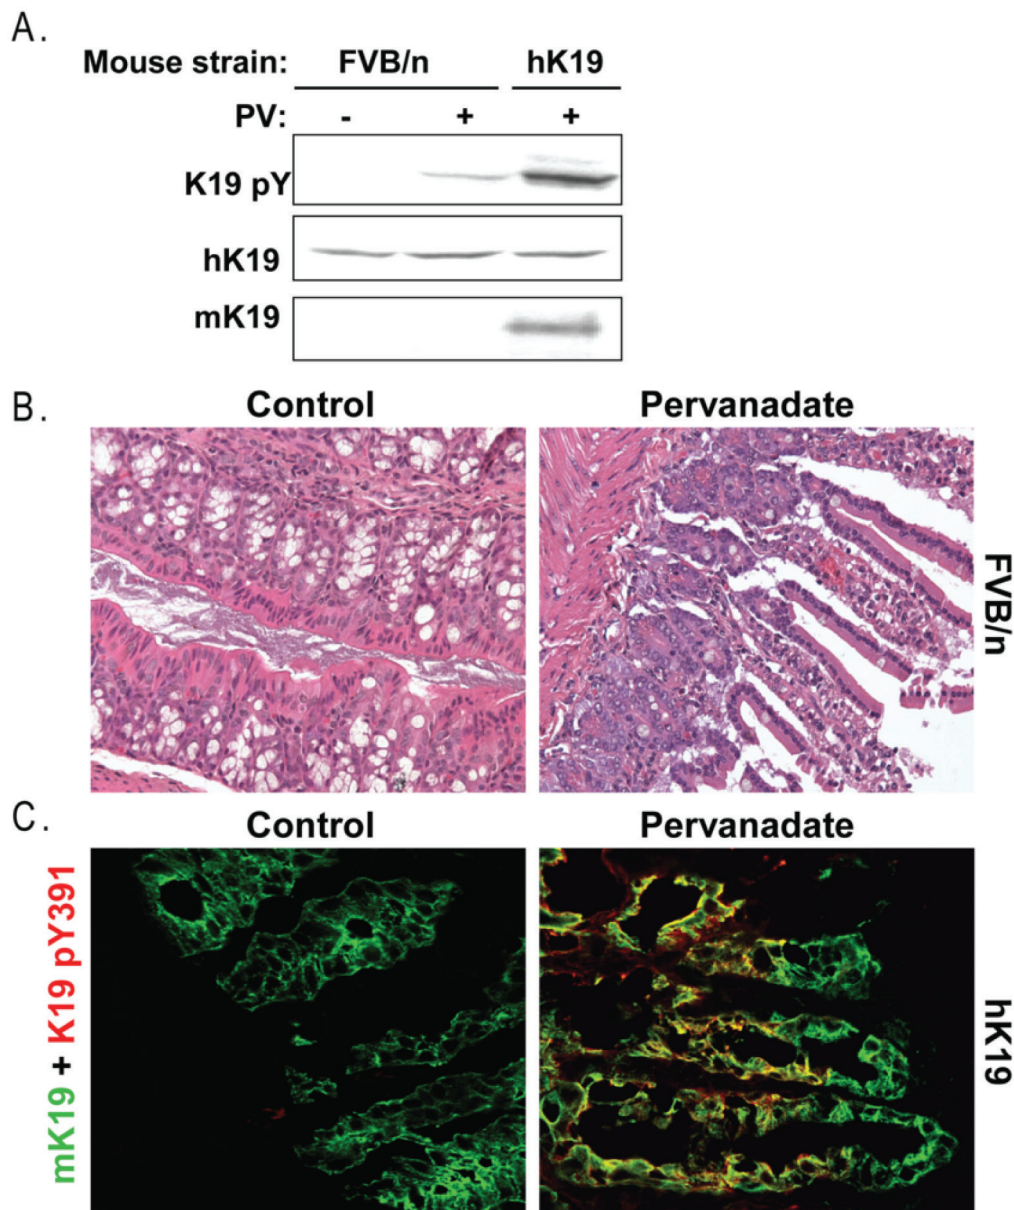 A.
Mouse strain: FVB/n hK19
PV: - + +
K19 pY
hK19
mK19
B.
Control Pervanadate
FVB/n
C.
Control Pervanadate
mK19 + K19 pY391
hK19